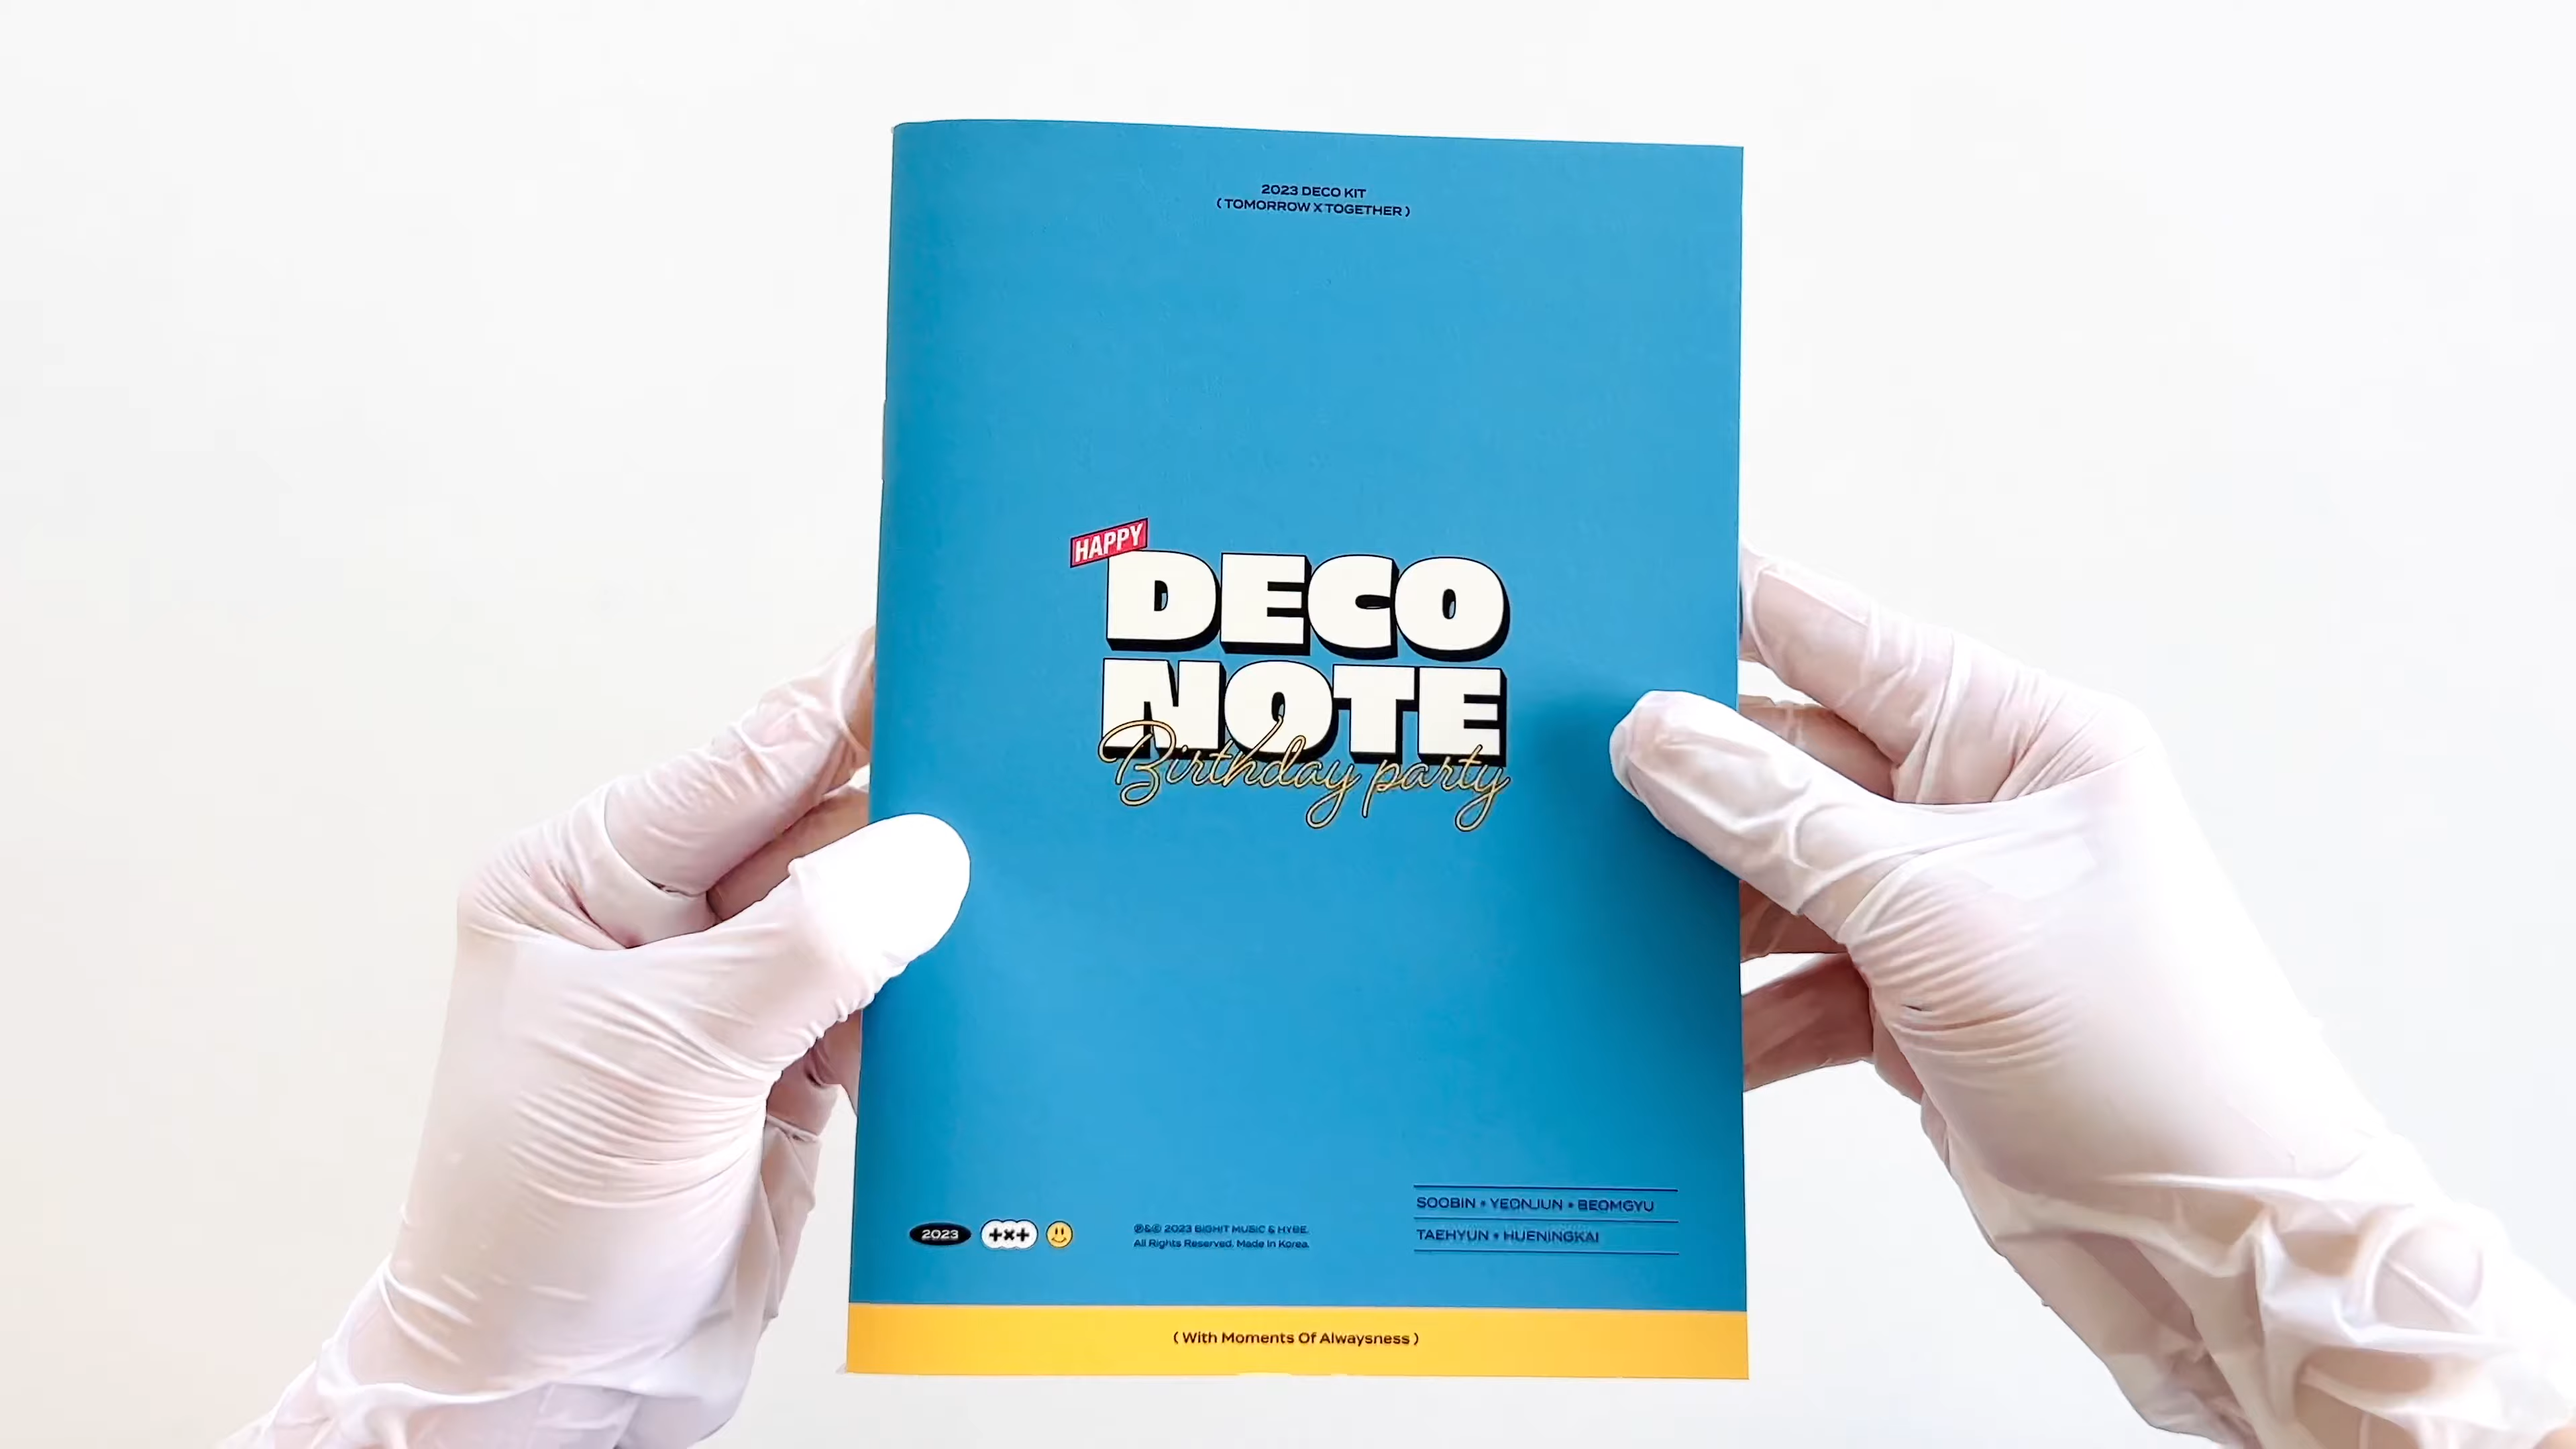 2023 DECO KIT
( TOMORROW X TOGETHER )
HAPPY
DECO
NOTE
Birthday party
2023
+x+
℗&© 2023 BIGHIT MUSIC & HYBE.
All Rights Reserved. Made In Korea.
SOOBIN • YEONJUN • BEOMGYU
TAEHYUN • HUENINGKAI
( With Moments Of Alwaysness )